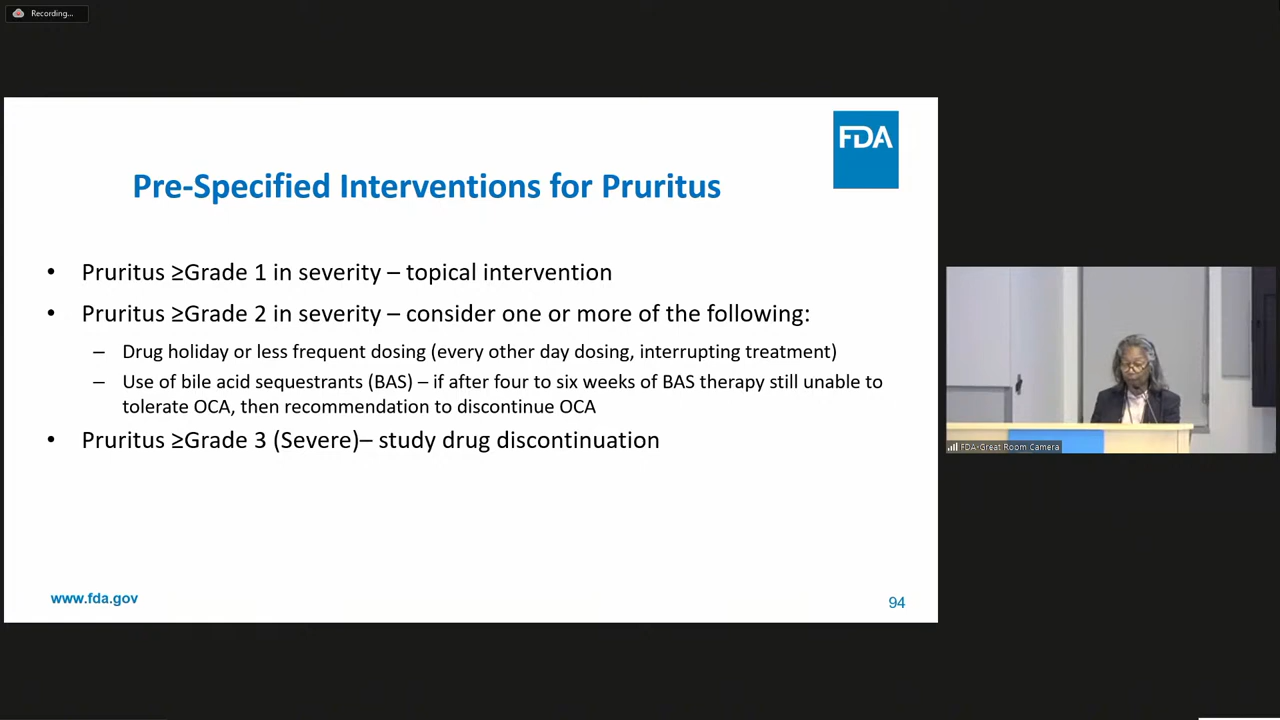 Recording...
FDA
Pre-Specified Interventions for Pruritus
• Pruritus ≥Grade 1 in severity – topical intervention
• Pruritus ≥Grade 2 in severity – consider one or more of the following:
– Drug holiday or less frequent dosing (every other day dosing, interrupting treatment)
– Use of bile acid sequestrants (BAS) – if after four to six weeks of BAS therapy still unable to
tolerate OCA, then recommendation to discontinue OCA
• Pruritus ≥Grade 3 (Severe)– study drug discontinuation
www.fda.gov
94
FDA-Great Room Camera